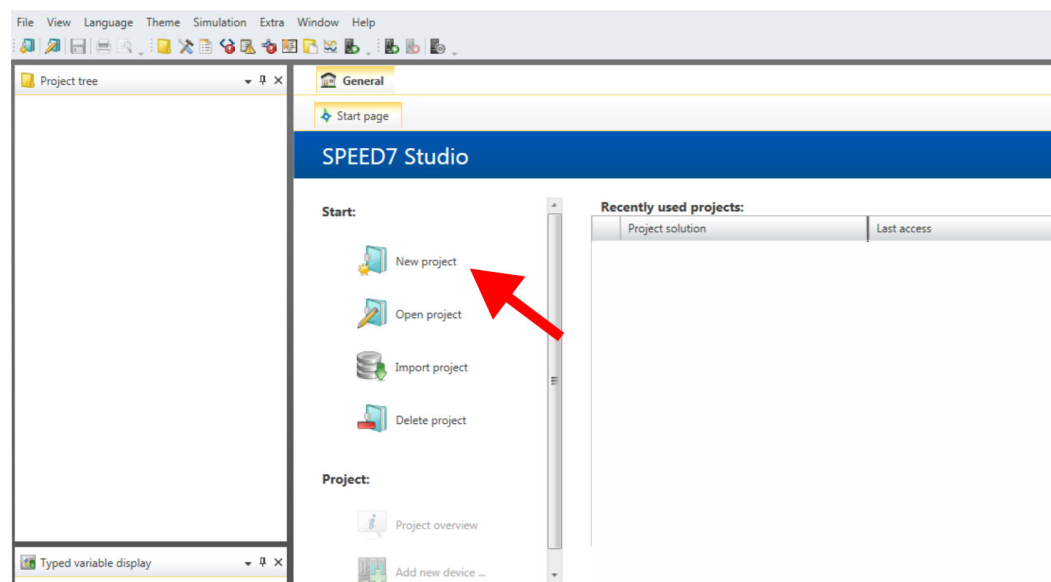 File View Language Theme Simulation Extra Window Help
Project tree
General
Start page
SPEED7 Studio
Start:
New project
Open project
Import project
Delete project
Project:
Project overview
Add new device ...
Recently used projects:
Project solution Last access
Typed variable display